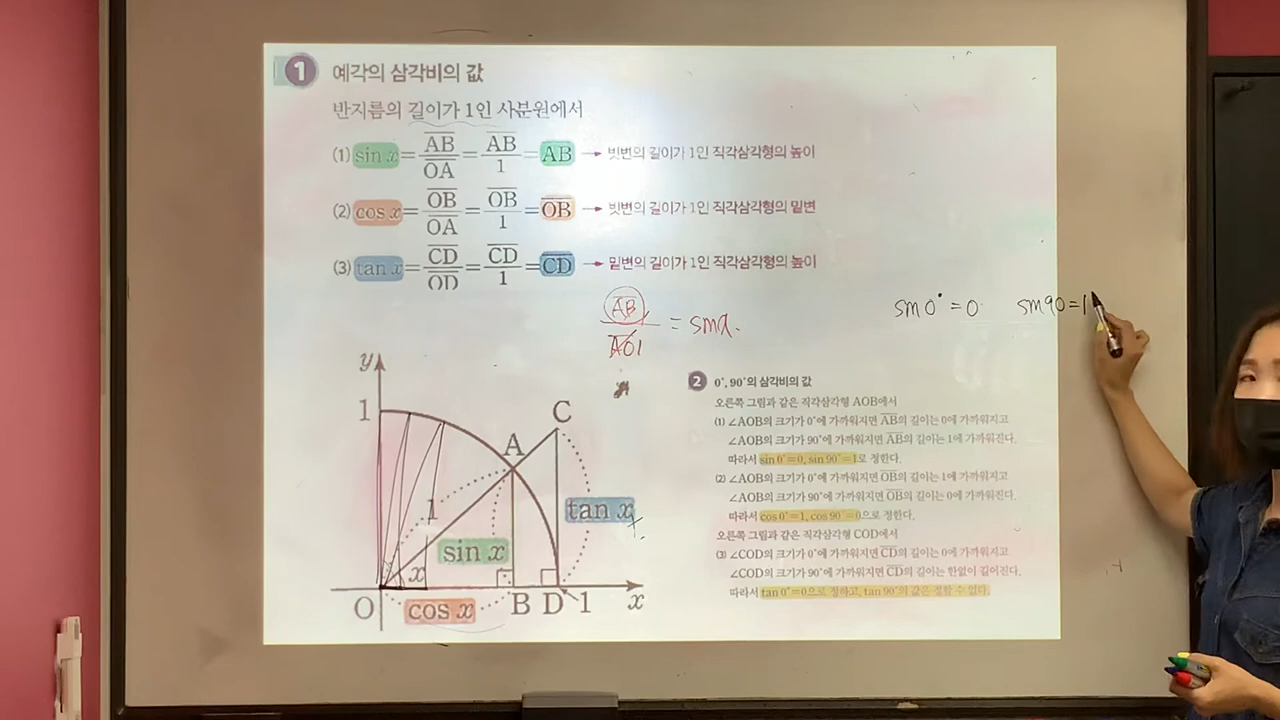 1 예각의 삼각비의 값
반지름의 길이가 1인 사분원에서
(1) sin x = AB/OA = AB/1 = AB → 빗변의 길이가 1인 직각삼각형의 높이
(2) cos x = OB/OA = OB/1 = OB → 빗변의 길이가 1인 직각삼각형의 밑변
(3) tan x = CD/OD = CD/1 = CD → 밑변의 길이가 1인 직각삼각형의 높이
sin 0° = 0 sin 90 = 1
y
1
A
C
1
tan x
sin x
x
O
cos x
B
D
1
x
2 0°, 90°의 삼각비의 값
오른쪽 그림과 같은 직각삼각형 AOB에서
(1) ∠AOB의 크기가 0°에 가까워지면 AB의 길이는 0에 가까워지고
∠AOB의 크기가 90°에 가까워지면 AB의 길이는 1에 가까워진다.
따라서 sin 0°=0, sin 90°=1로 정한다.
(2) ∠AOB의 크기가 0°에 가까워지면 OB의 길이는 1에 가까워지고
∠AOB의 크기가 90°에 가까워지면 OB의 길이는 0에 가까워진다.
따라서 cos 0°=1, cos 90°=0으로 정한다.
오른쪽 그림과 같은 직각삼각형 COD에서
(3) ∠COD의 크기가 0°에 가까워지면 CD의 길이는 0에 가까워지고
∠COD의 크기가 90°에 가까워지면 CD의 길이는 한없이 길어진다.
따라서 tan 0°=0으로 정하고, tan 90°의 값은 정할 수 없다.